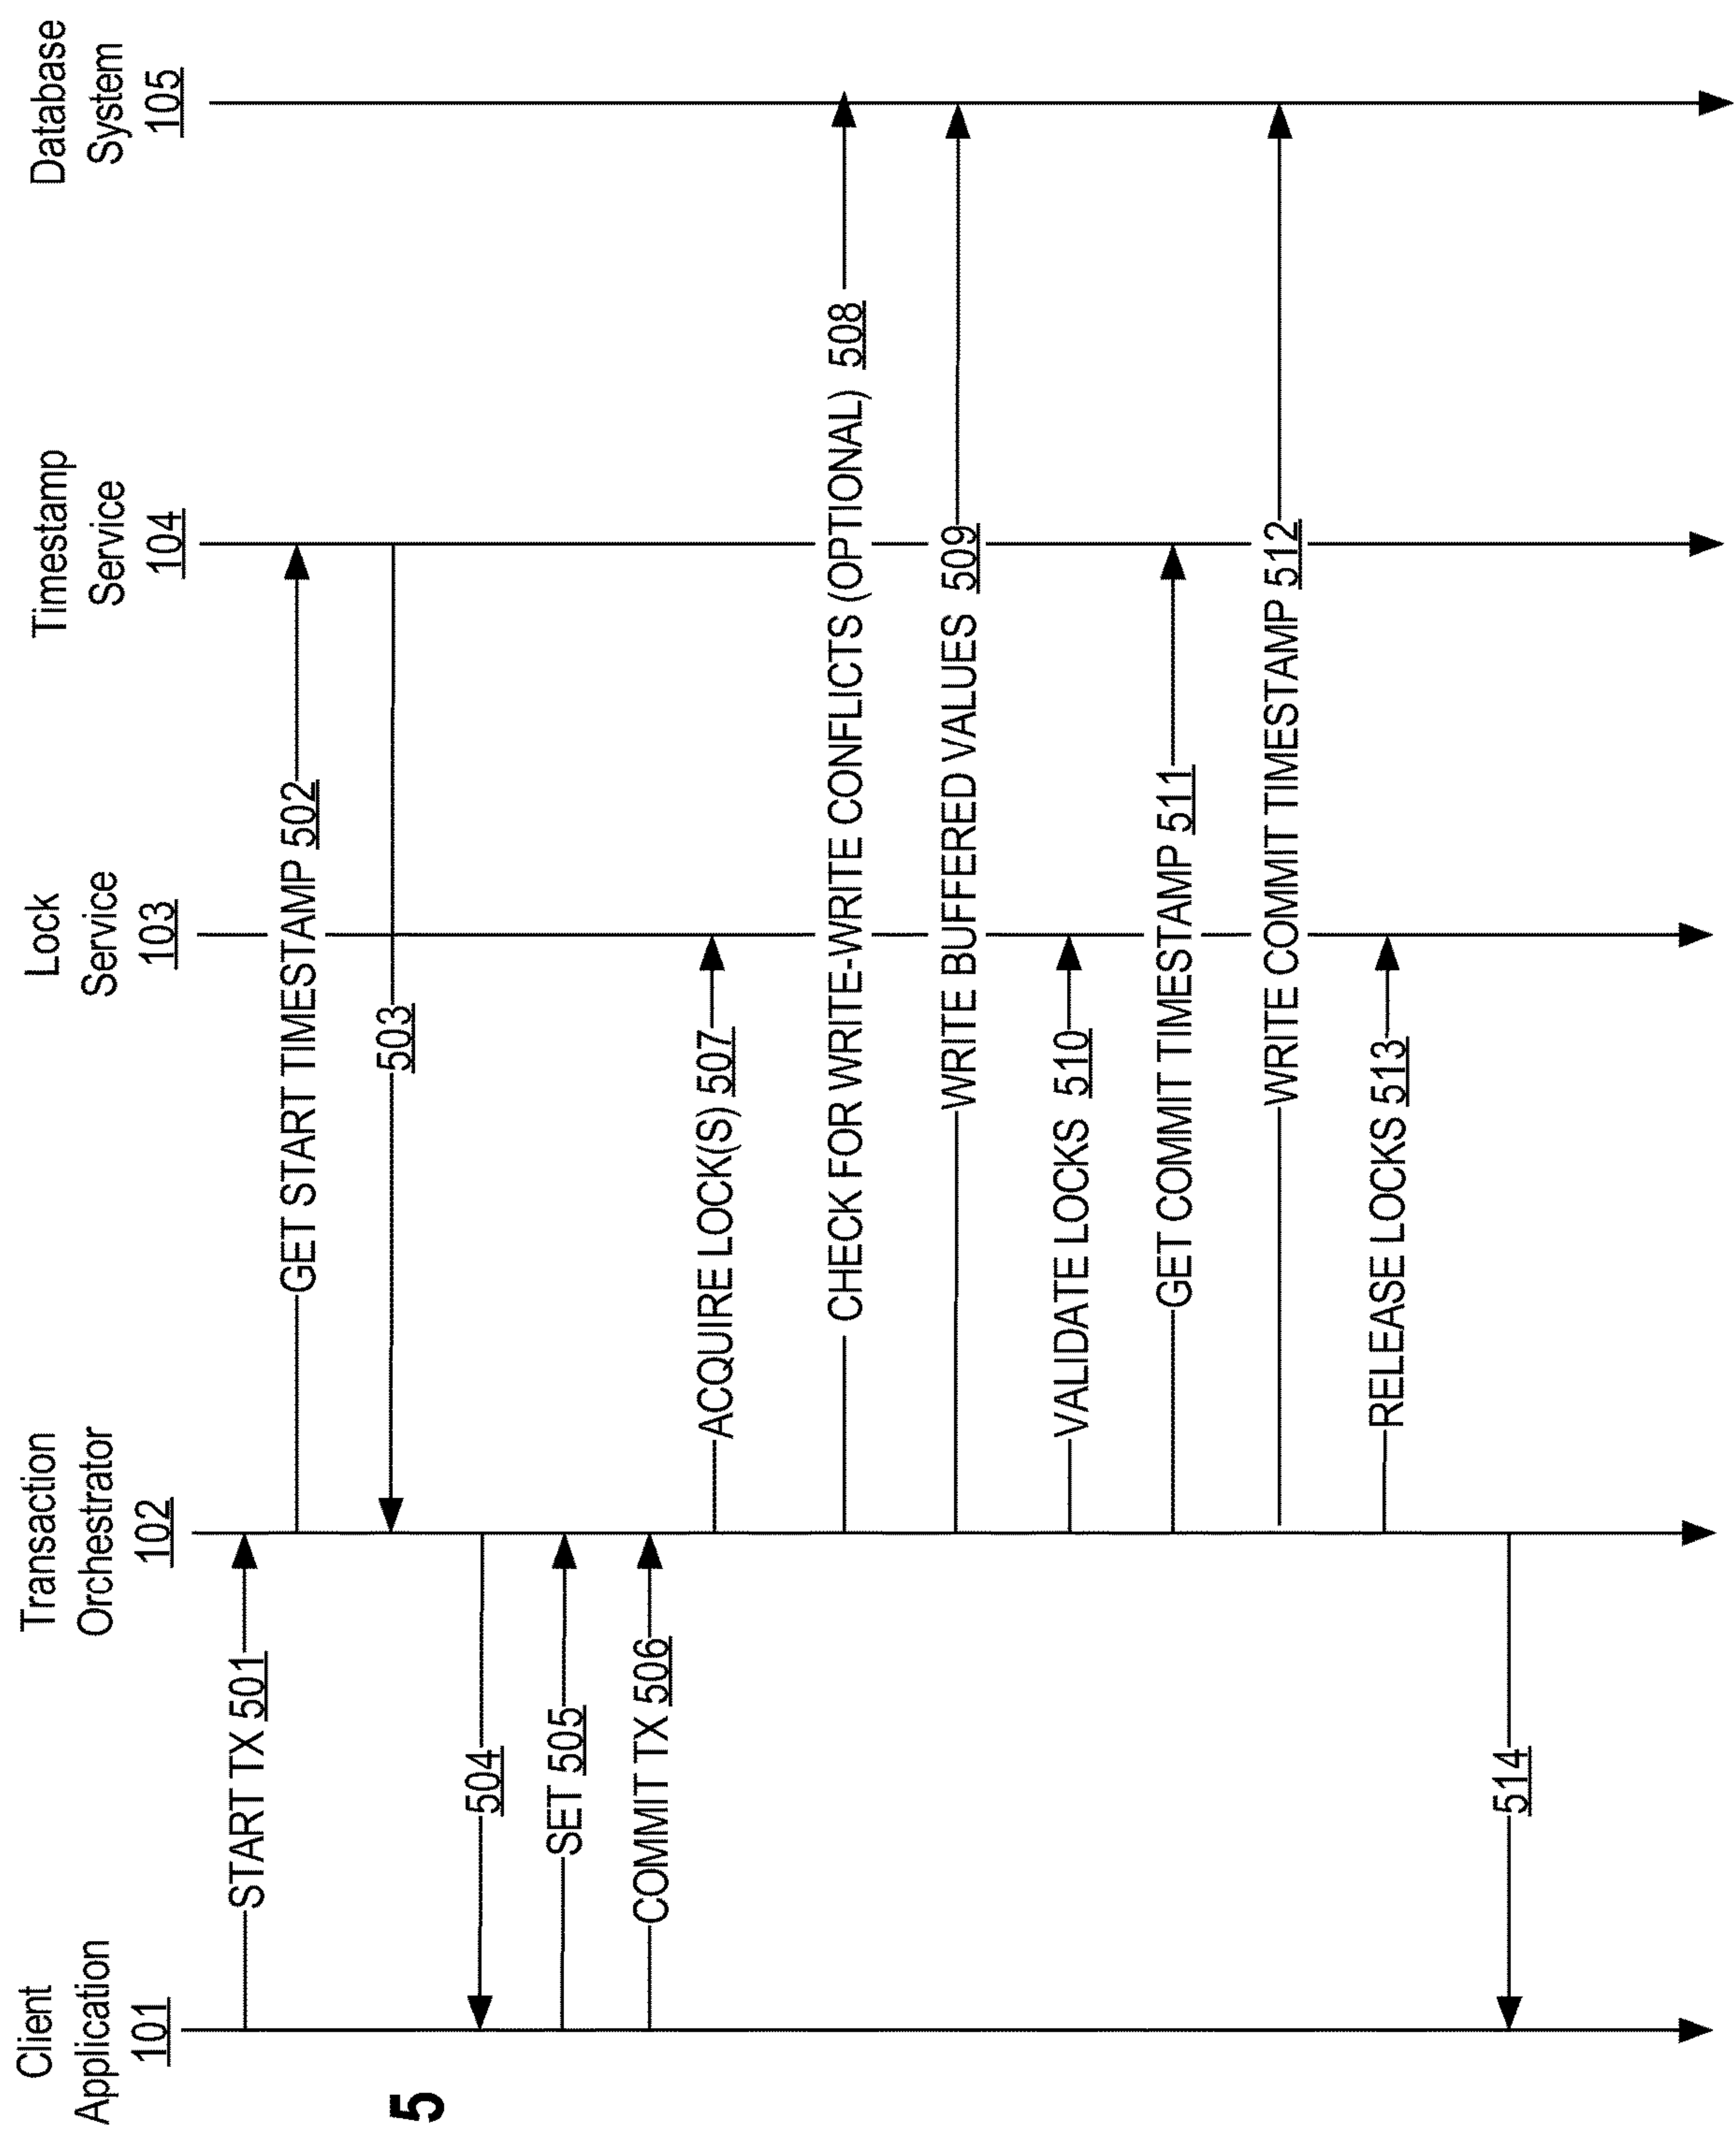 Client
Application
101
Transaction
Orchestrator
102
Lock
Service
103
Timestamp
Service
104
Database
System
105
START TX 501
GET START TIMESTAMP 502
503
504
SET 505
COMMIT TX 506
ACQUIRE LOCK(S) 507
CHECK FOR WRITE-WRITE CONFLICTS (OPTIONAL) 508
WRITE BUFFERED VALUES 509
VALIDATE LOCKS 510
GET COMMIT TIMESTAMP 511
WRITE COMMIT TIMESTAMP 512
RELEASE LOCKS 513
514
5